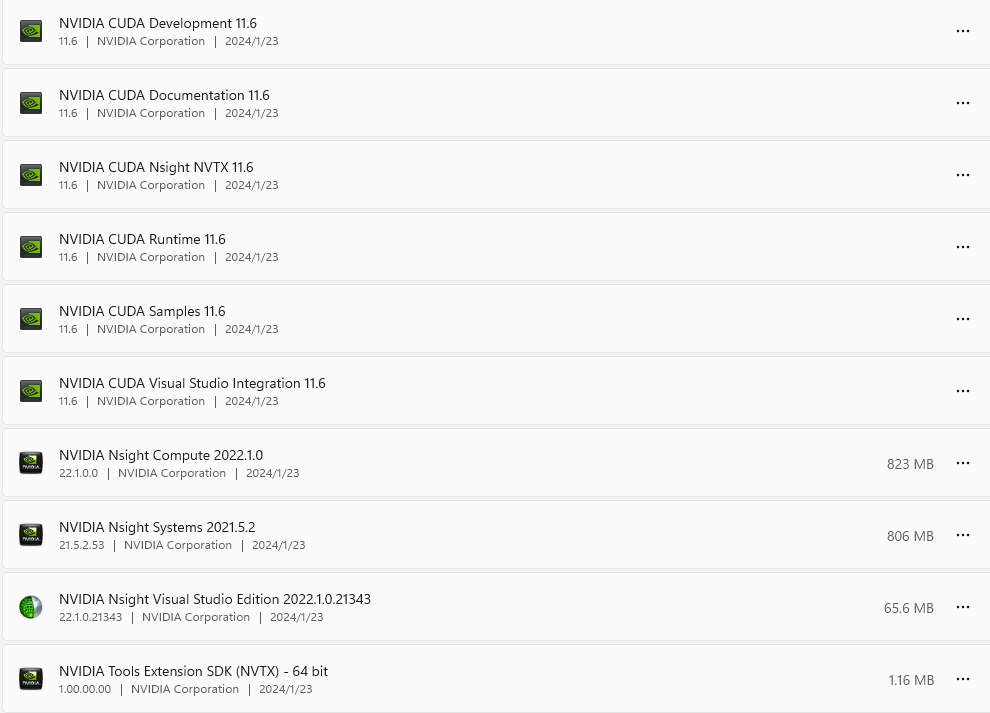 NVIDIA CUDA Development 11.6
11.6 | NVIDIA Corporation | 2024/1/23
NVIDIA CUDA Documentation 11.6
11.6 | NVIDIA Corporation | 2024/1/23
NVIDIA CUDA Nsight NVTX 11.6
11.6 | NVIDIA Corporation | 2024/1/23
NVIDIA CUDA Runtime 11.6
11.6 | NVIDIA Corporation | 2024/1/23
NVIDIA CUDA Samples 11.6
11.6 | NVIDIA Corporation | 2024/1/23
NVIDIA CUDA Visual Studio Integration 11.6
11.6 | NVIDIA Corporation | 2024/1/23
NVIDIA Nsight Compute 2022.1.0
22.1.0.0 | NVIDIA Corporation | 2024/1/23
823 MB
NVIDIA Nsight Systems 2021.5.2
21.5.2.53 | NVIDIA Corporation | 2024/1/23
806 MB
NVIDIA Nsight Visual Studio Edition 2022.1.0.21343
22.1.0.21343 | NVIDIA Corporation | 2024/1/23
65.6 MB
NVIDIA Tools Extension SDK (NVTX) - 64 bit
1.00.00.00 | NVIDIA Corporation | 2024/1/23
1.16 MB